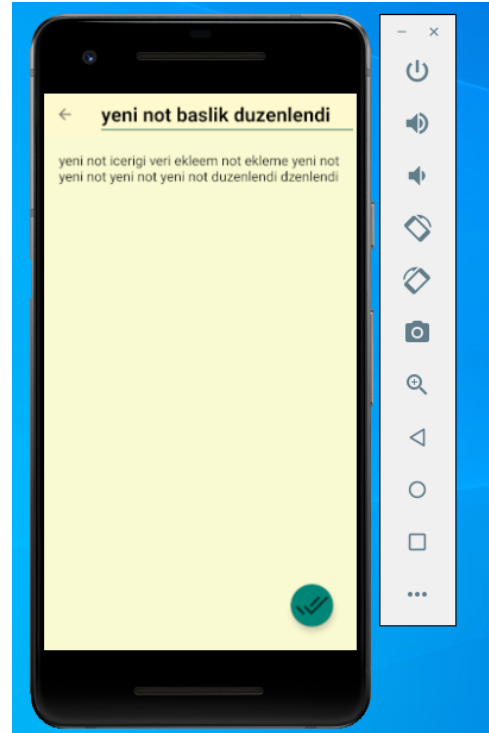 yeni not baslik duzenlendi
yeni not icerigi veri ekleem not ekleme yeni not
yeni not yeni not yeni not duzenlendi dzenlendi